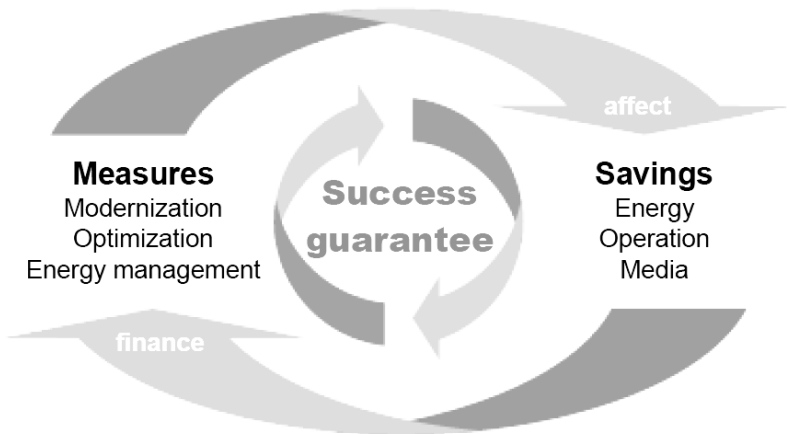 affect
Measures
Modernization
Optimization
Energy management
Success
guarantee
Savings
Energy
Operation
Media
finance